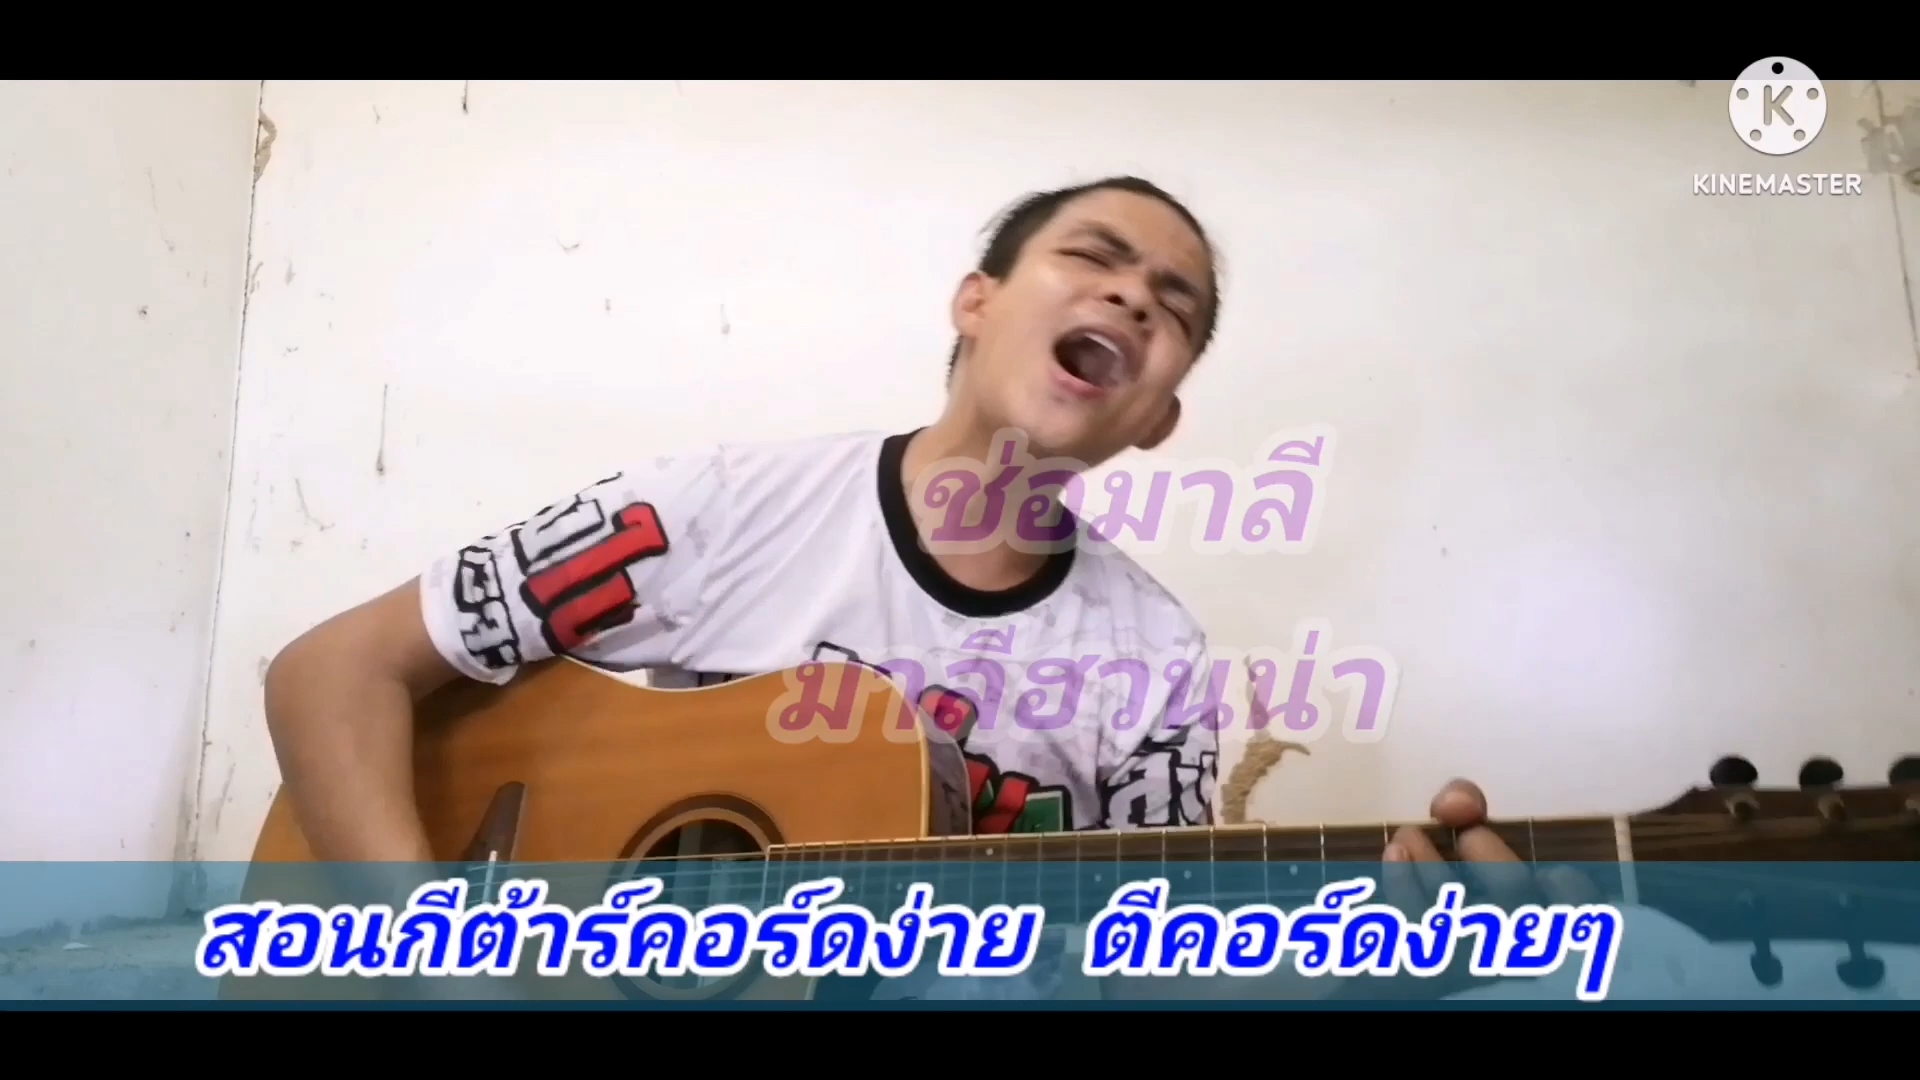 KINEMASTER
ช่อมาลี
มาลีฮวนน่า
สอนกีต้าร์คอร์ดง่าย ตีคอร์ดง่ายๆ